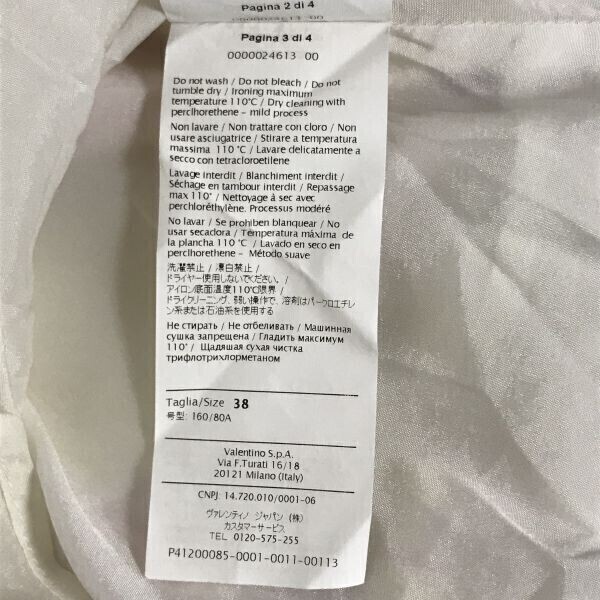 Pagina 2 di 4
0000024613 00
Pagina 3 di 4
0000024613 00
Do not wash / Do not bleach / Do not
tumble dry / Ironing maximum
temperature 110°C / Dry cleaning with
perclhorethene - mild process
Non lavare / Non trattare con cloro / Non
usare asciugatrice / Stirare a temperatura
massima 110°C / Lavare delicatamente a
secco con tetracloroetilene
Lavage interdit / Blanchiment interdit /
Séchage en tambour interdit / Repassage
max 110° / Nettoyage à sec avec
perchloréthylène. Processus modéré
No lavar / Se prohiben blanquear / No
usar secadora / Temperatura máxima de
la plancha 110°C / Lavado en seco en
percloroetileno - Método suave
洗濯禁止 / 漂白禁止 /
ドライヤー使用しないでください。 /
アイロン底面温度110℃限界 /
ドライクリーニング、弱い操作で、溶剤はパークロエチレ
ン系または石油系を使用する
Не стирать / Не отбеливать / Машинная
сушка запрещена / Гладить максимум
110° / Щадяшая сухая чистка
трифлотрихлорметаном
Taglia/Size 38
号型: 160/80A
Valentino S.p.A.
Via F.Turati 16/18
20121 Milano (Italy)
CNPJ: 14.720.010/0001-06
ヴァレンティノ ジャパン (株)
カスタマーサービス
TEL 0120-575-255
P41200085-0001-0011-00113